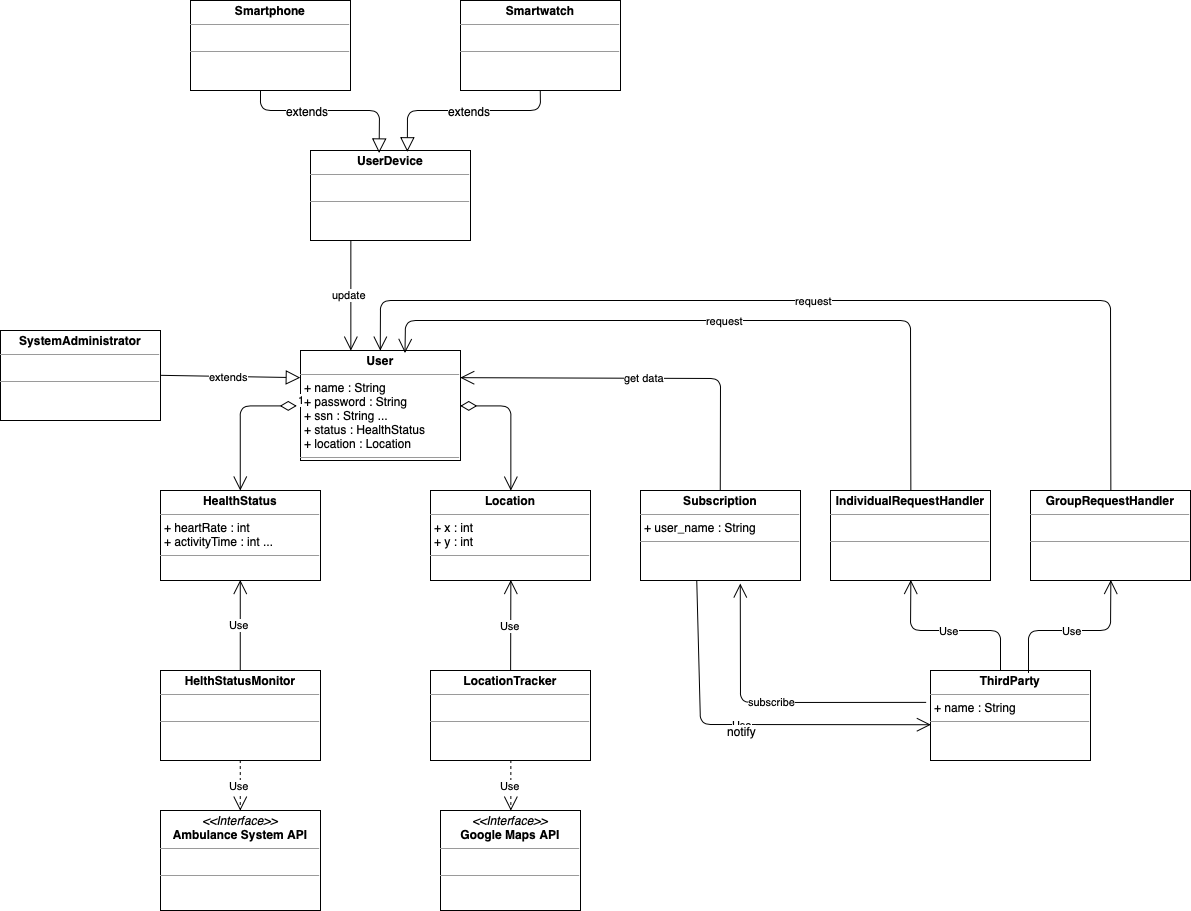 Smartphone
Smartwatch
extends
extends
UserDevice
update
request
request
SystemAdministrator
extends
User
+ name : String
1
+ password : String
+ ssn : String ...
+ status : HealthStatus
+ location : Location
get data
HealthStatus
+ heartRate : int
+ activityTime : int ...
Location
+ x : int
+ y : int
Subscription
+ user_name : String
IndividualRequestHandler
GroupRequestHandler
Use
Use
Use
Use
HelthStatusMonitor
LocationTracker
ThirdParty
+ name : String
subscribe
Use
notify
Use
Use
<<Interface>>
Ambulance System API
<<Interface>>
Google Maps API